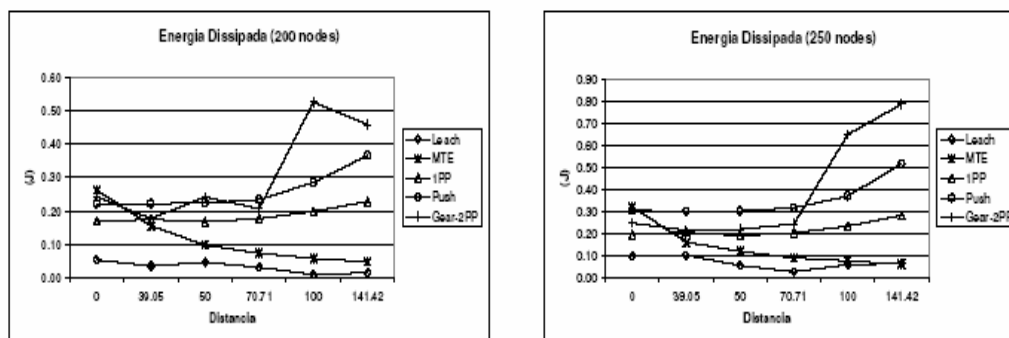 Energia Dissipada (200 nodes)
0.60
0.50
0.40
0.30
0.20
0.10
0.00
(J)
0
39.05
50
70.71
100
141.42
Distancia
Leach
MTE
1PP
Push
Gear-2PP
Energia Dissipada (250 nodes)
0.90
0.80
0.70
0.60
0.50
0.40
0.30
0.20
0.10
0.00
(J)
0
39.05
50
70.71
100
141.42
Distancia
Leach
MTE
1PP
Push
Gear-2PP